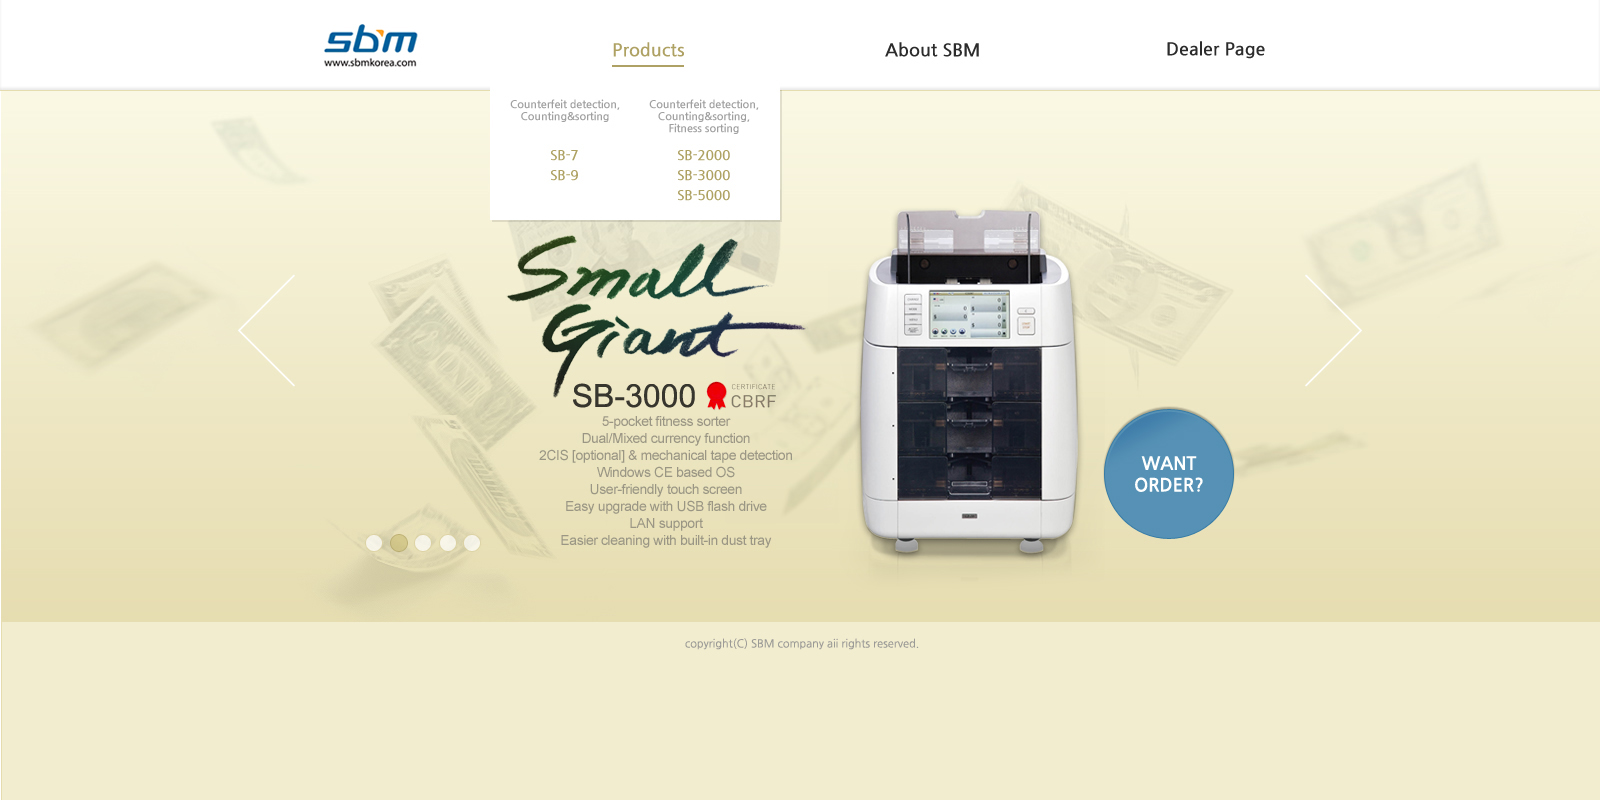 sbm
www.sbmkorea.com
Products
About SBM
Dealer Page
Counterfeit detection,
Counting&sorting
SB-7
SB-9
Counterfeit detection,
Counting&sorting,
Fitness sorting
SB-2000
SB-3000
SB-5000
Small
Giant
SB-3000
CERTIFICATE
CBRF
5-pocket fitness sorter
Dual/Mixed currency function
2CIS [optional] & mechanical tape detection
Windows CE based OS
User-friendly touch screen
Easy upgrade with USB flash drive
LAN support
Easier cleaning with built-in dust tray
WANT
ORDER?
copyright(C) SBM company aii rights reserved.